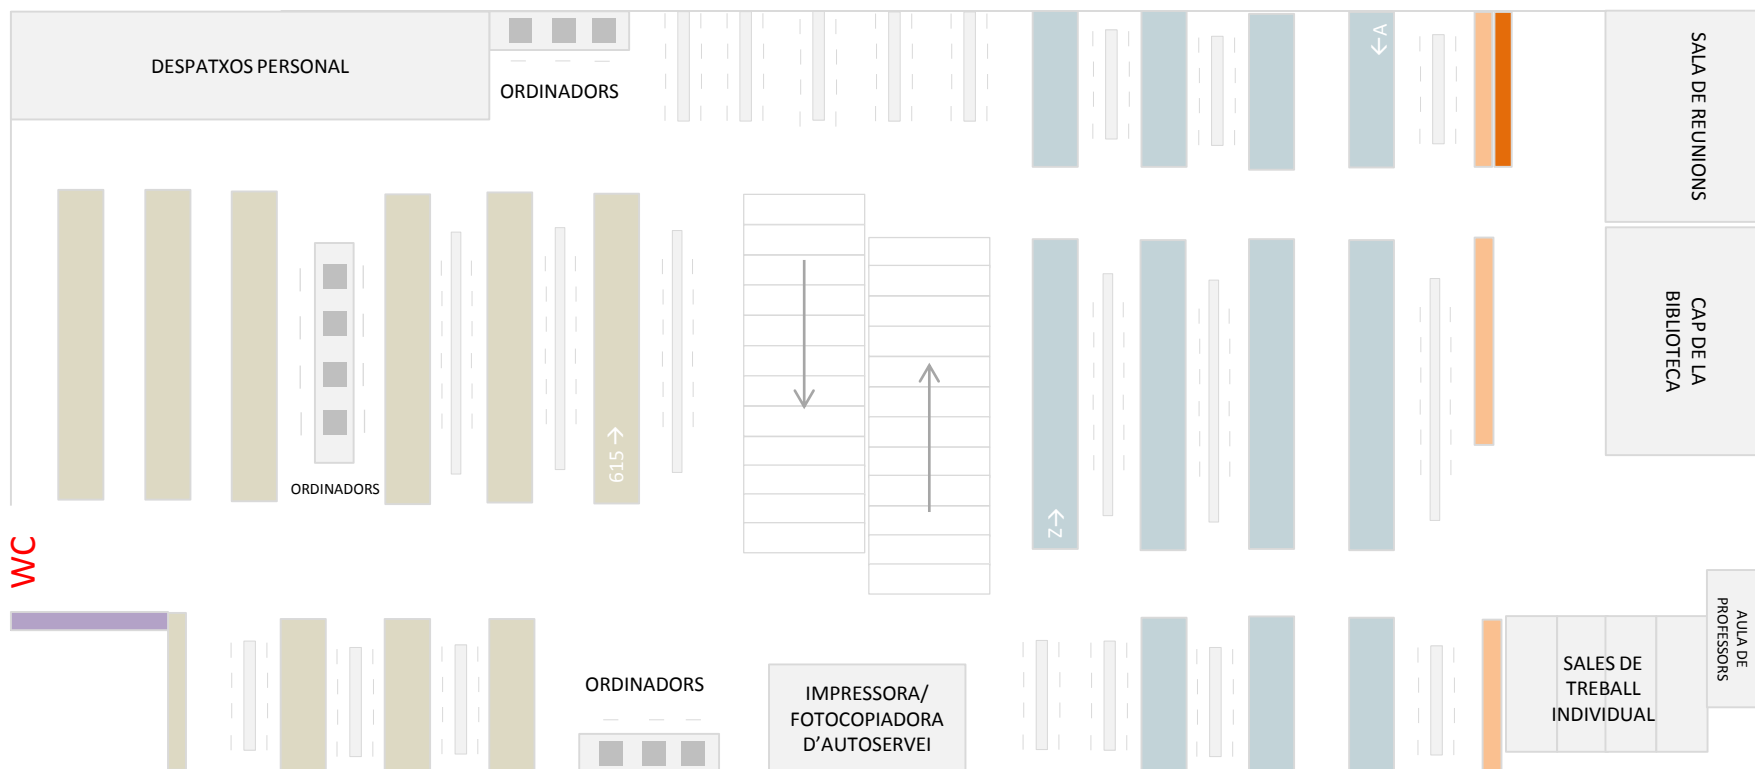 DESPATXOS PERSONAL
ORDINADORS
←A
SALA DE REUNIONS
CAP DE LA
BIBLIOTECA
615→
ORDINADORS
Z→
WC
ORDINADORS
IMPRESSORA/
FOTOCOPIADORA
D’AUTOSERVEI
SALES DE
TREBALL
INDIVIDUAL
AULA DE
PROFESSORS